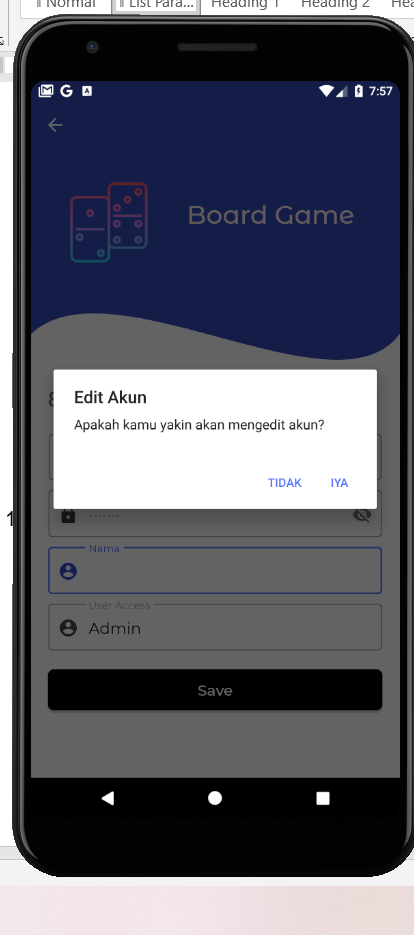 Normal
List Para...
Heading 1
Heading 2
Hea
7:57
Board Game
Edit Akun
Apakah kamu yakin akan mengedit akun?
TIDAK
IYA
Nama
User Access
Admin
Save